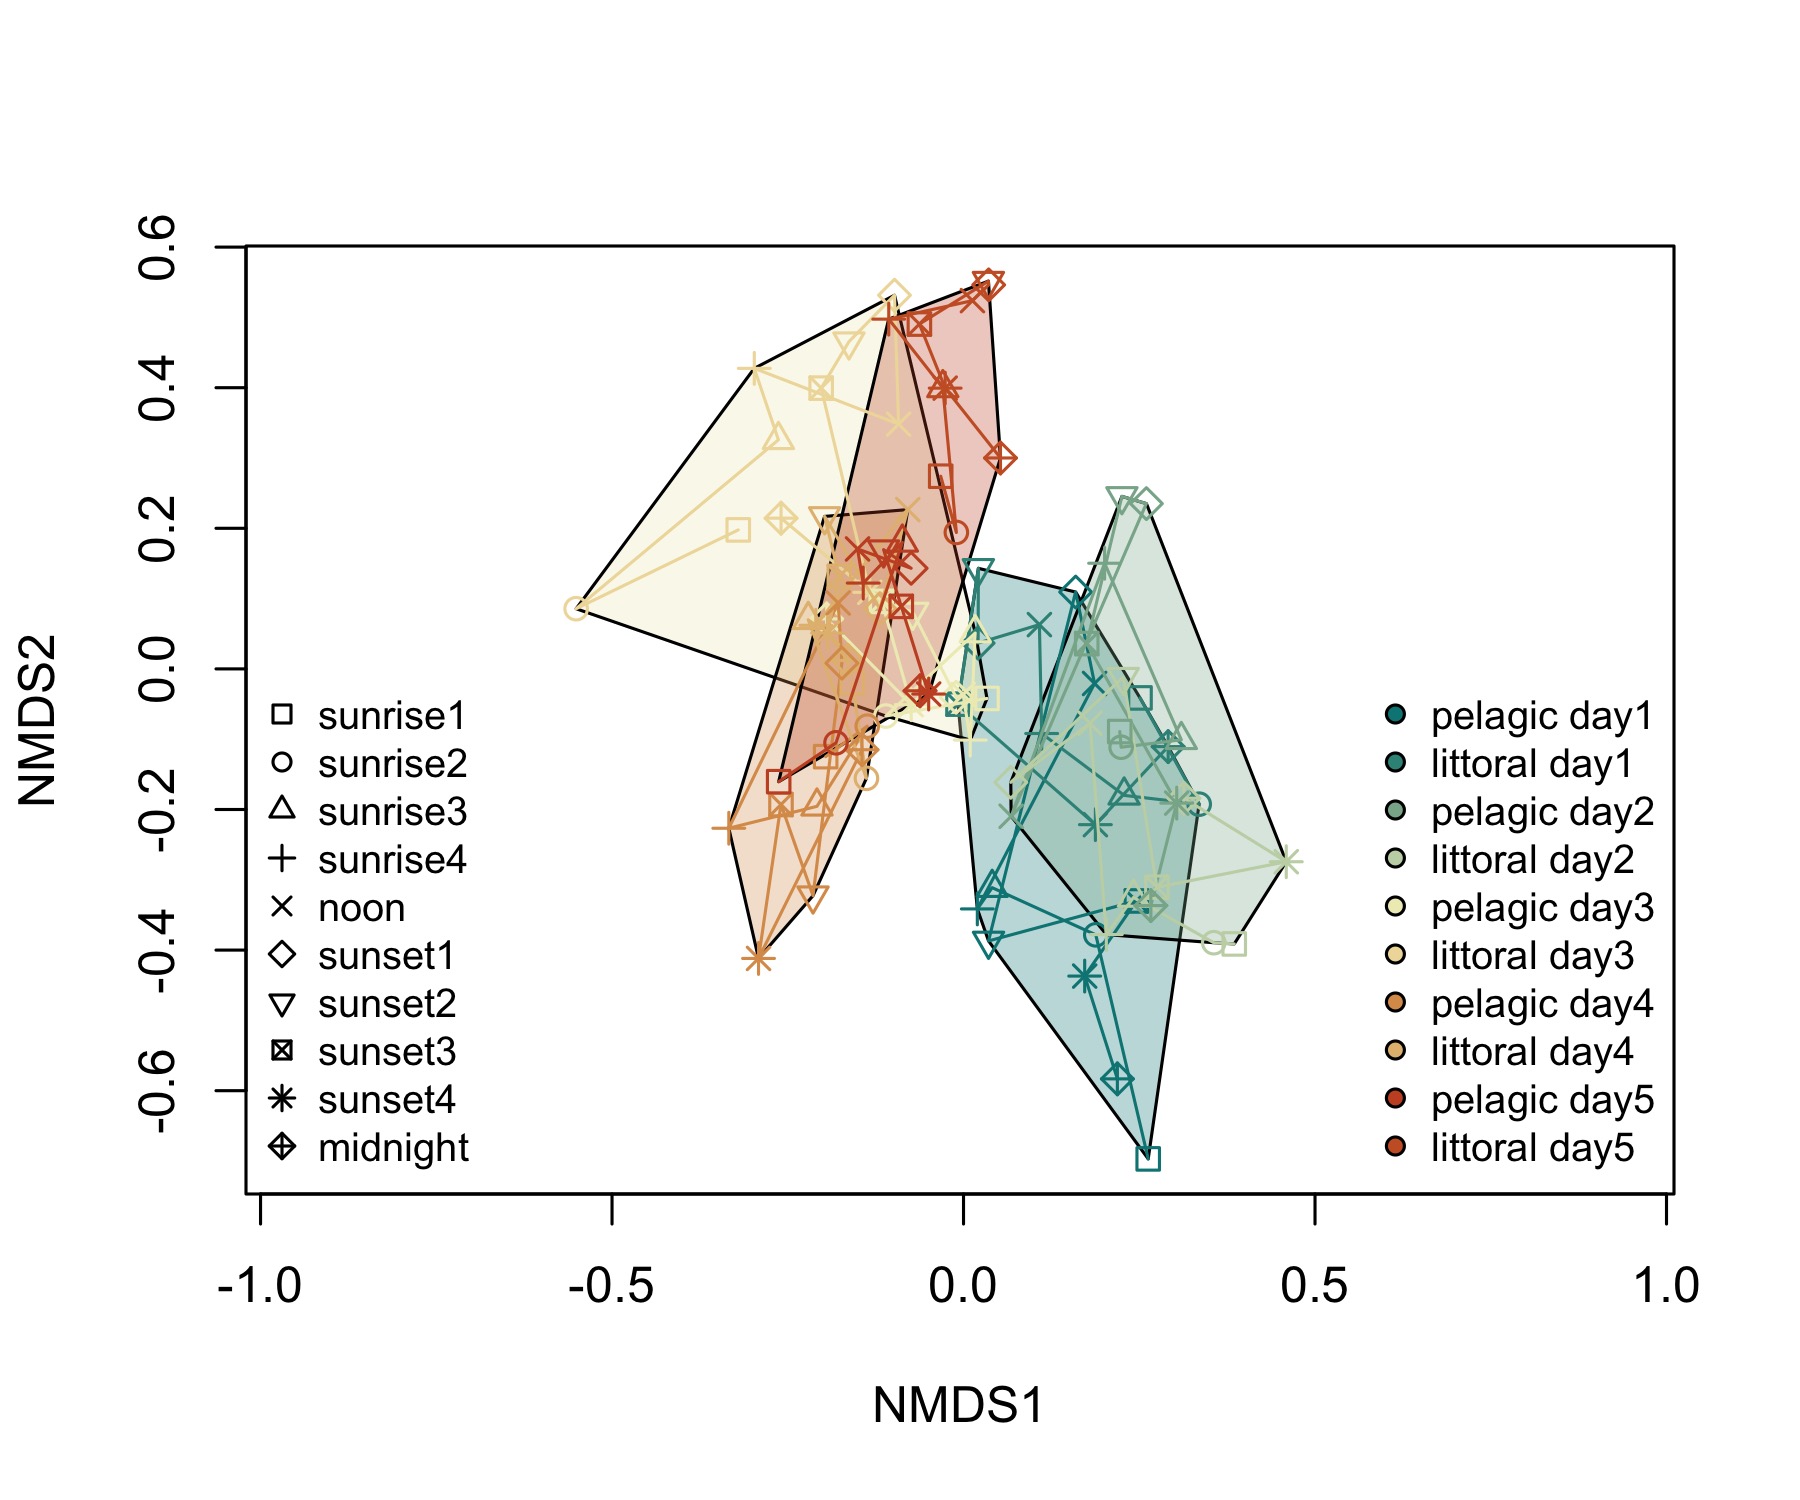 0.6
0.4
0.2
0.0
-0.2
-0.4
-0.6
NMDS2
sunrise1
sunrise2
sunrise3
sunrise4
noon
sunset1
sunset2
sunset3
sunset4
midnight
pelagic day1
littoral day1
pelagic day2
littoral day2
pelagic day3
littoral day3
pelagic day4
littoral day4
pelagic day5
littoral day5
-1.0
-0.5
0.0
0.5
1.0
NMDS1